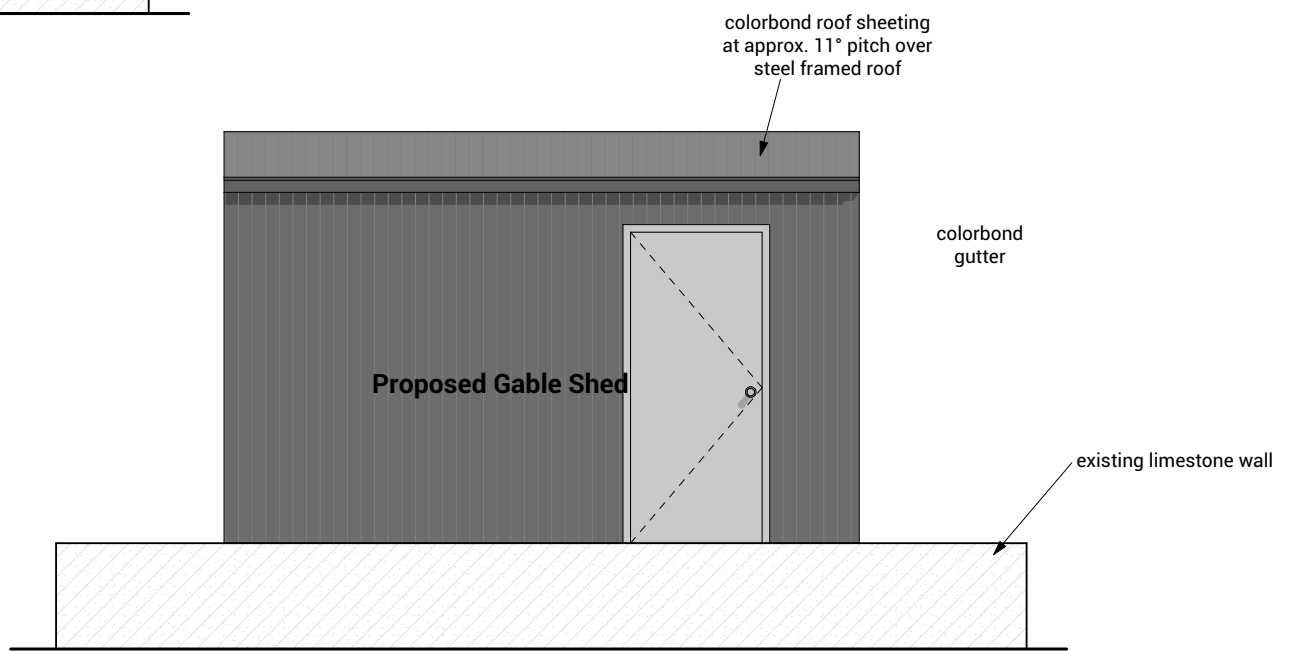 colorbond roof sheeting
at approx. 11° pitch over
steel framed roof
colorbond
gutter
Proposed Gable Shed
existing limestone wall